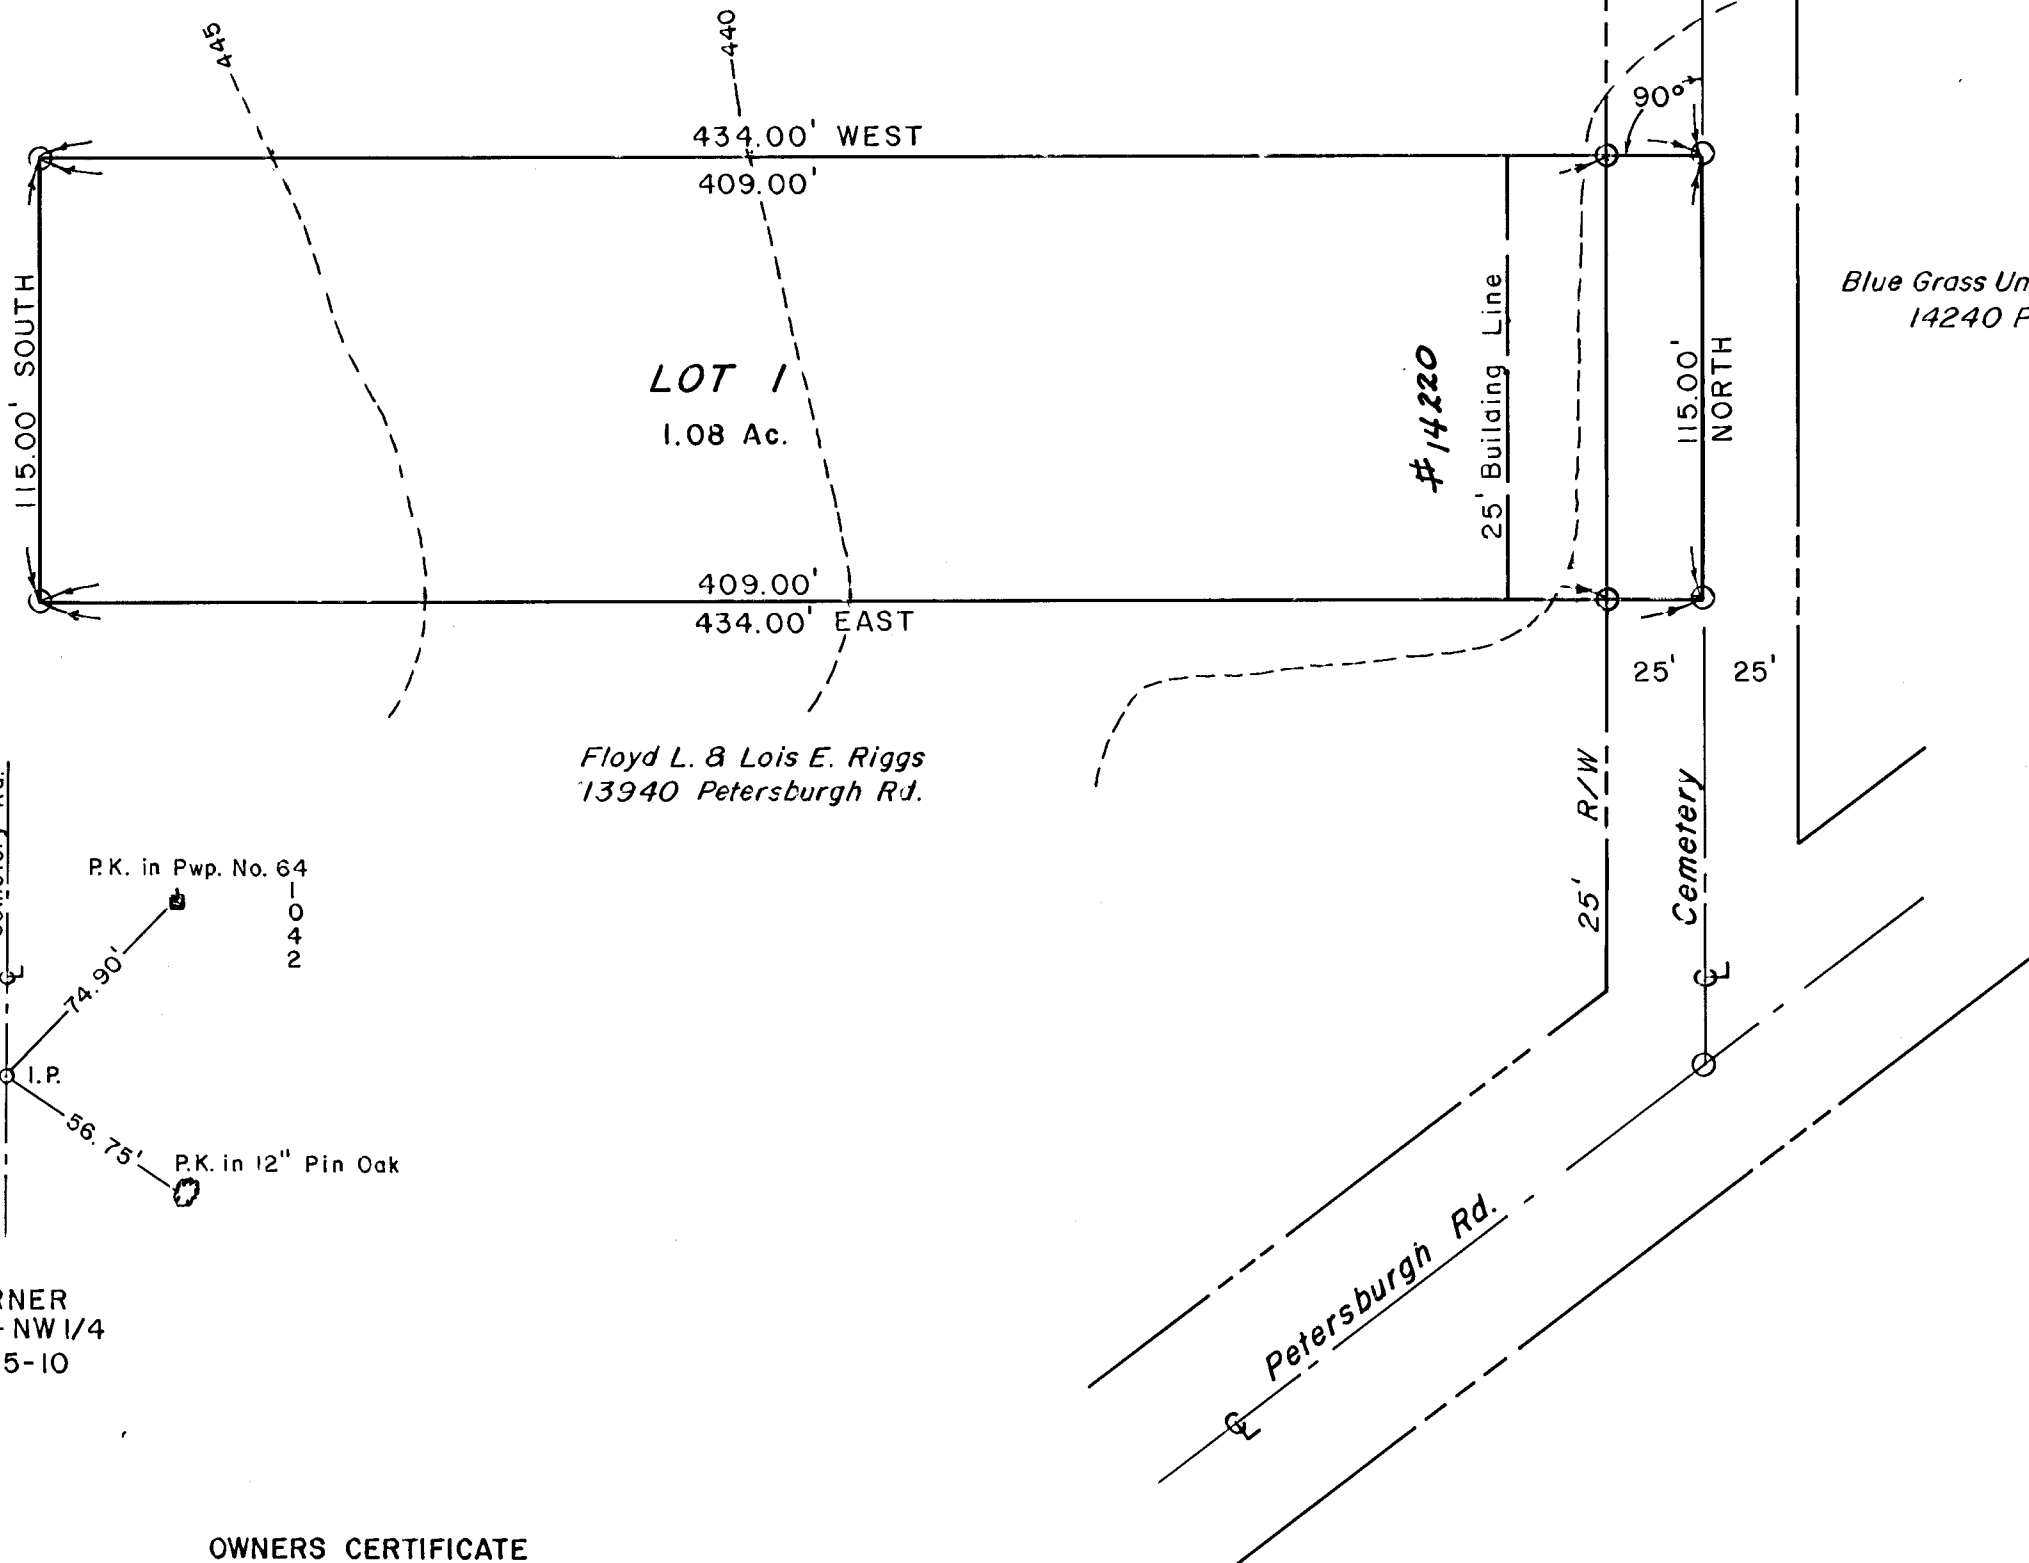 445
440
90°
434.00' WEST
409.00'
115.00' SOUTH
LOT 1
1.08 Ac.
#14220
25' Building Line
115.00'
NORTH
Blue Grass
14240
409.00'
434.00' EAST
25' 25'
Floyd L. & Lois E. Riggs
13940 Petersburgh Rd.
25' R/W
Cemetery
P.K. in Pwp. No. 64
1
0
4
2
74.90'
I.P.
56.75'
P.K. in 12" Pin Oak
NW 1/4
5-10
℄
℄
℄
Petersburgh Rd.
OWNERS CERTIFICATE